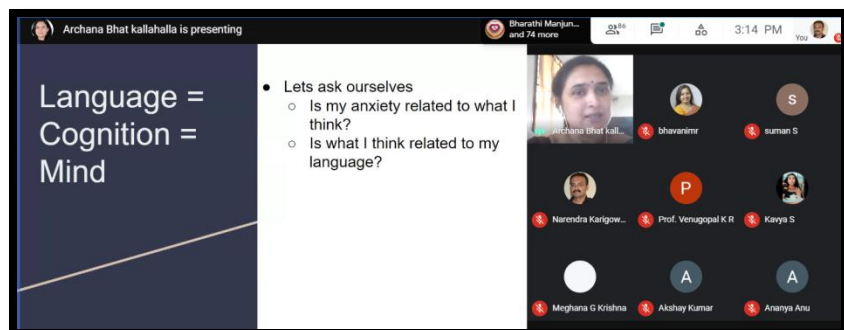 Archana Bhat kallahalla is presenting
Bharathi Manjun...
and 74 more
86
3:14 PM
You
Language =
Cognition =
Mind
Lets ask ourselves
Is my anxiety related to what I
think?
Is what I think related to my
language?
Archana Bhat kall...
bhavanimr
S
suman S
Narendra Karigow...
P
Prof. Venugopal K R
Kavya S
Meghana G Krishna
A
Akshay Kumar
A
Ananya Anu